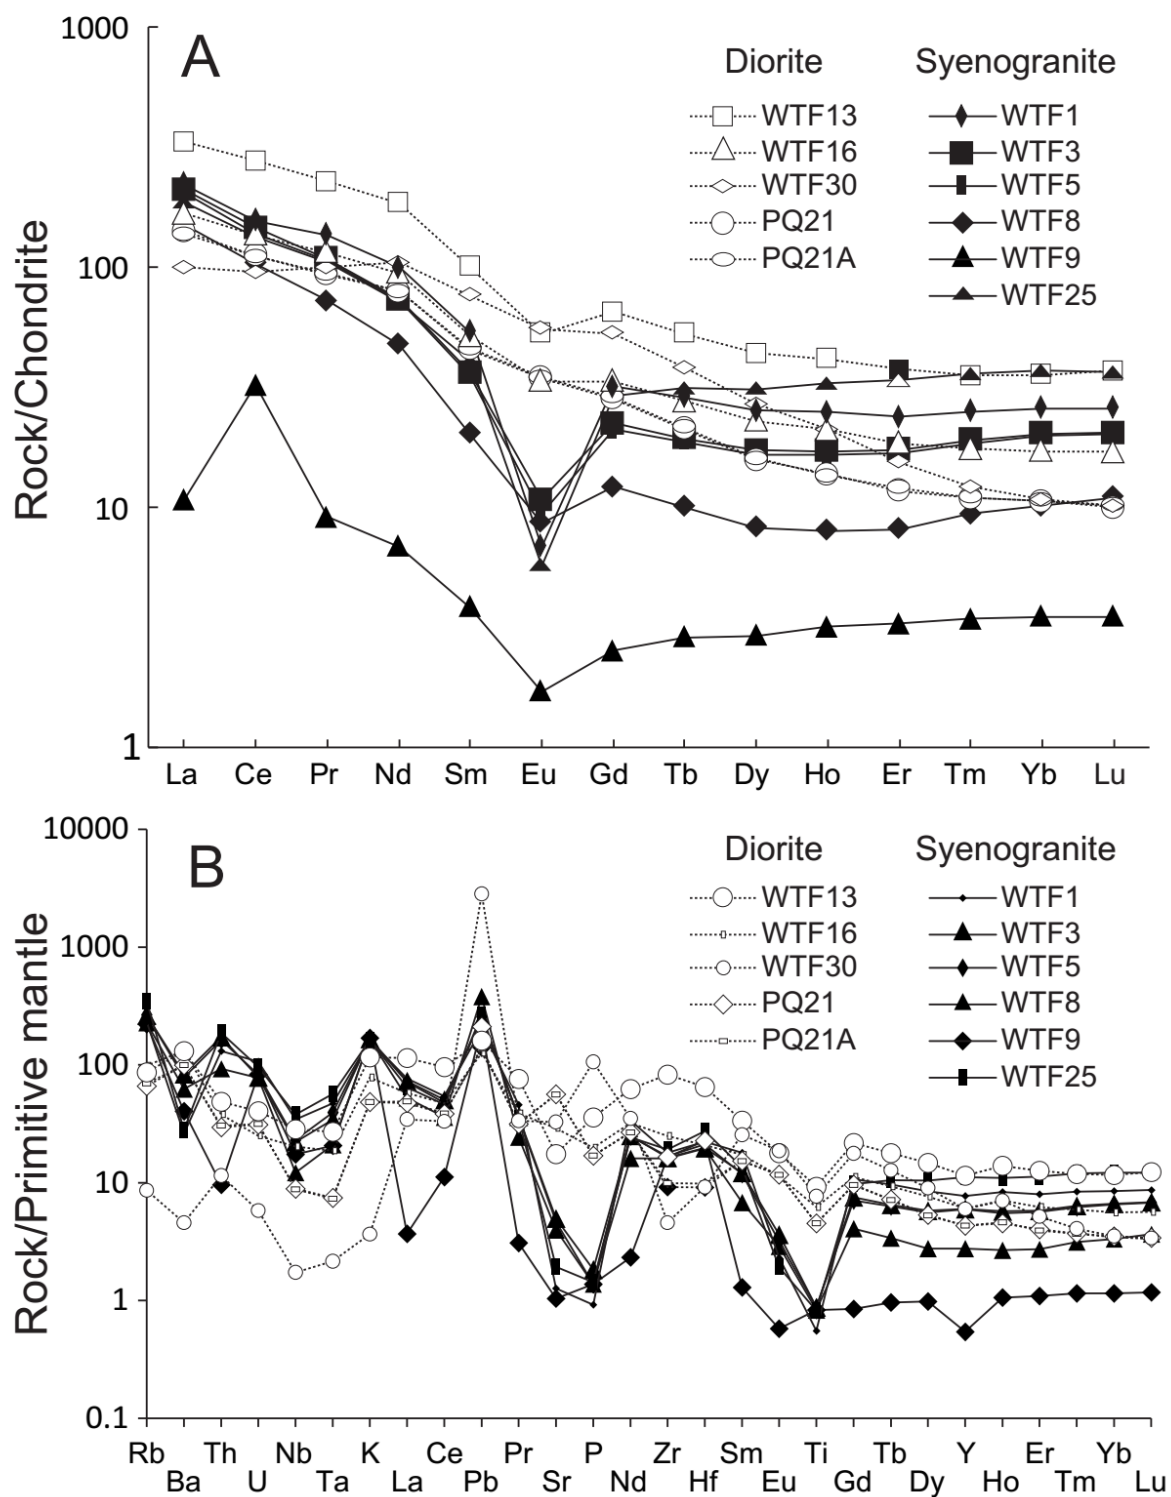 A
Rock/Chondrite
1000
100
10
1
Diorite Syenogranite
WTF13 WTF1
WTF16 WTF3
WTF30 WTF5
PQ21 WTF8
PQ21A WTF9
WTF25
La Ce Pr Nd Sm Eu Gd Tb Dy Ho Er Tm Yb Lu
B
Rock/Primitive mantle
10000
1000
100
10
1
0.1
Diorite Syenogranite
WTF13 WTF1
WTF16 WTF3
WTF30 WTF5
PQ21 WTF8
PQ21A WTF9
WTF25
Rb Th Nb K Ce Pr P Zr Sm Ti Tb Y Er Yb
Ba U Ta La Pb Sr Nd Hf Eu Gd Dy Ho Tm Lu